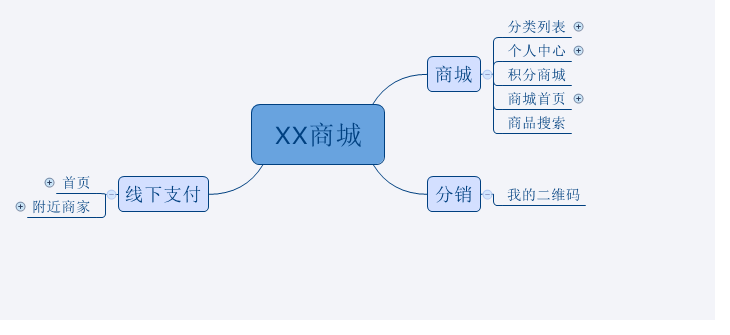 XX商城
商城
分类列表
个人中心
积分商城
商城首页
商品搜索
分销
我的二维码
线下支付
首页
附近商家